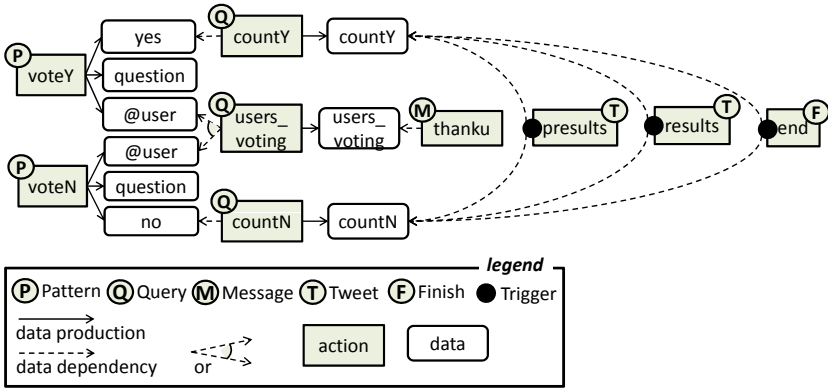 Q
yes countY countY
P
voteY question
Q
@user users_ users_ M T T F
voting voting thanku presults results end
@user
P
voteN question
Q
no countN countN
legend
P Pattern Q Query M Message T Tweet F Finish Trigger
data production
data dependency or action data